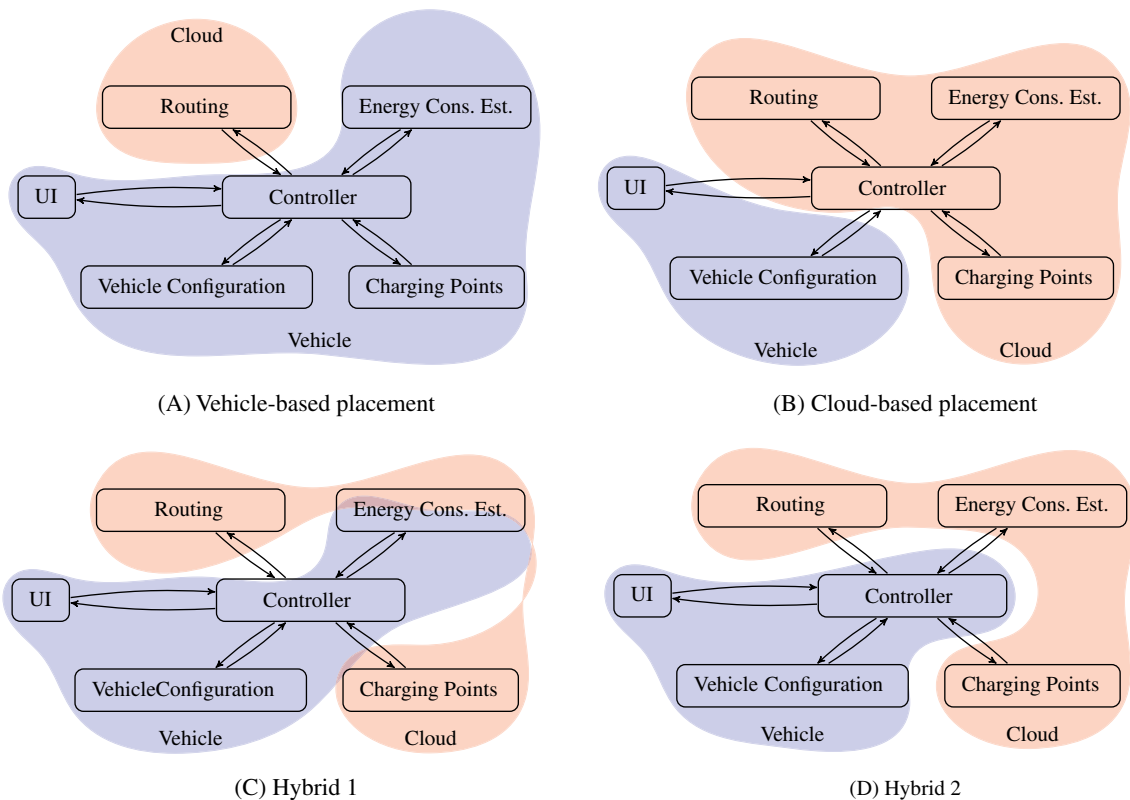 Cloud
Routing
Energy Cons. Est.
UI
Controller
Vehicle Configuration
Charging Points
Vehicle
(A) Vehicle-based placement
Routing
Energy Cons. Est.
UI
Controller
Vehicle Configuration
Charging Points
Vehicle
Cloud
(B) Cloud-based placement
Routing
Energy Cons. Est.
UI
Controller
VehicleConfiguration
Charging Points
Vehicle
Cloud
(C) Hybrid 1
Routing
Energy Cons. Est.
UI
Controller
Vehicle Configuration
Charging Points
Vehicle
Cloud
(D) Hybrid 2